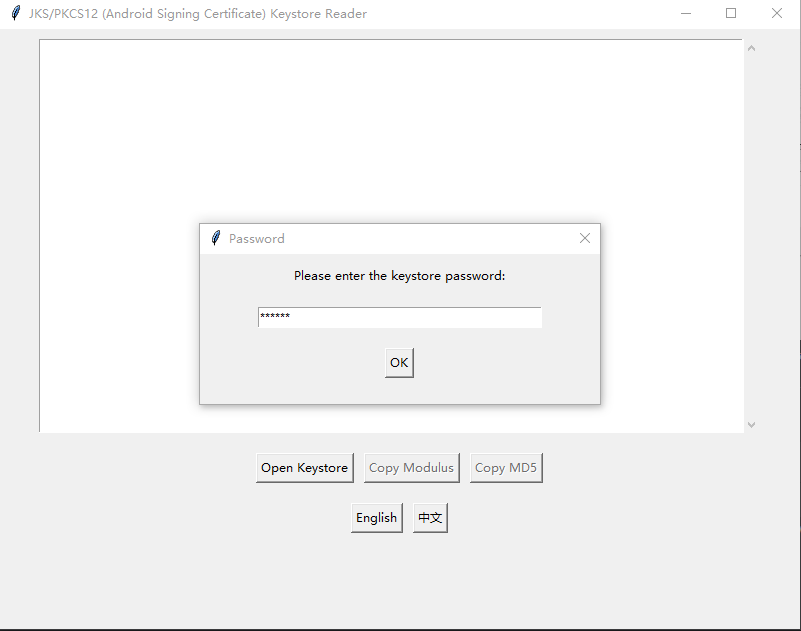 JKS/PKCS12 (Android Signing Certificate) Keystore Reader
Password
Please enter the keystore password:
******
OK
Open Keystore Copy Modulus Copy MD5
English 中文